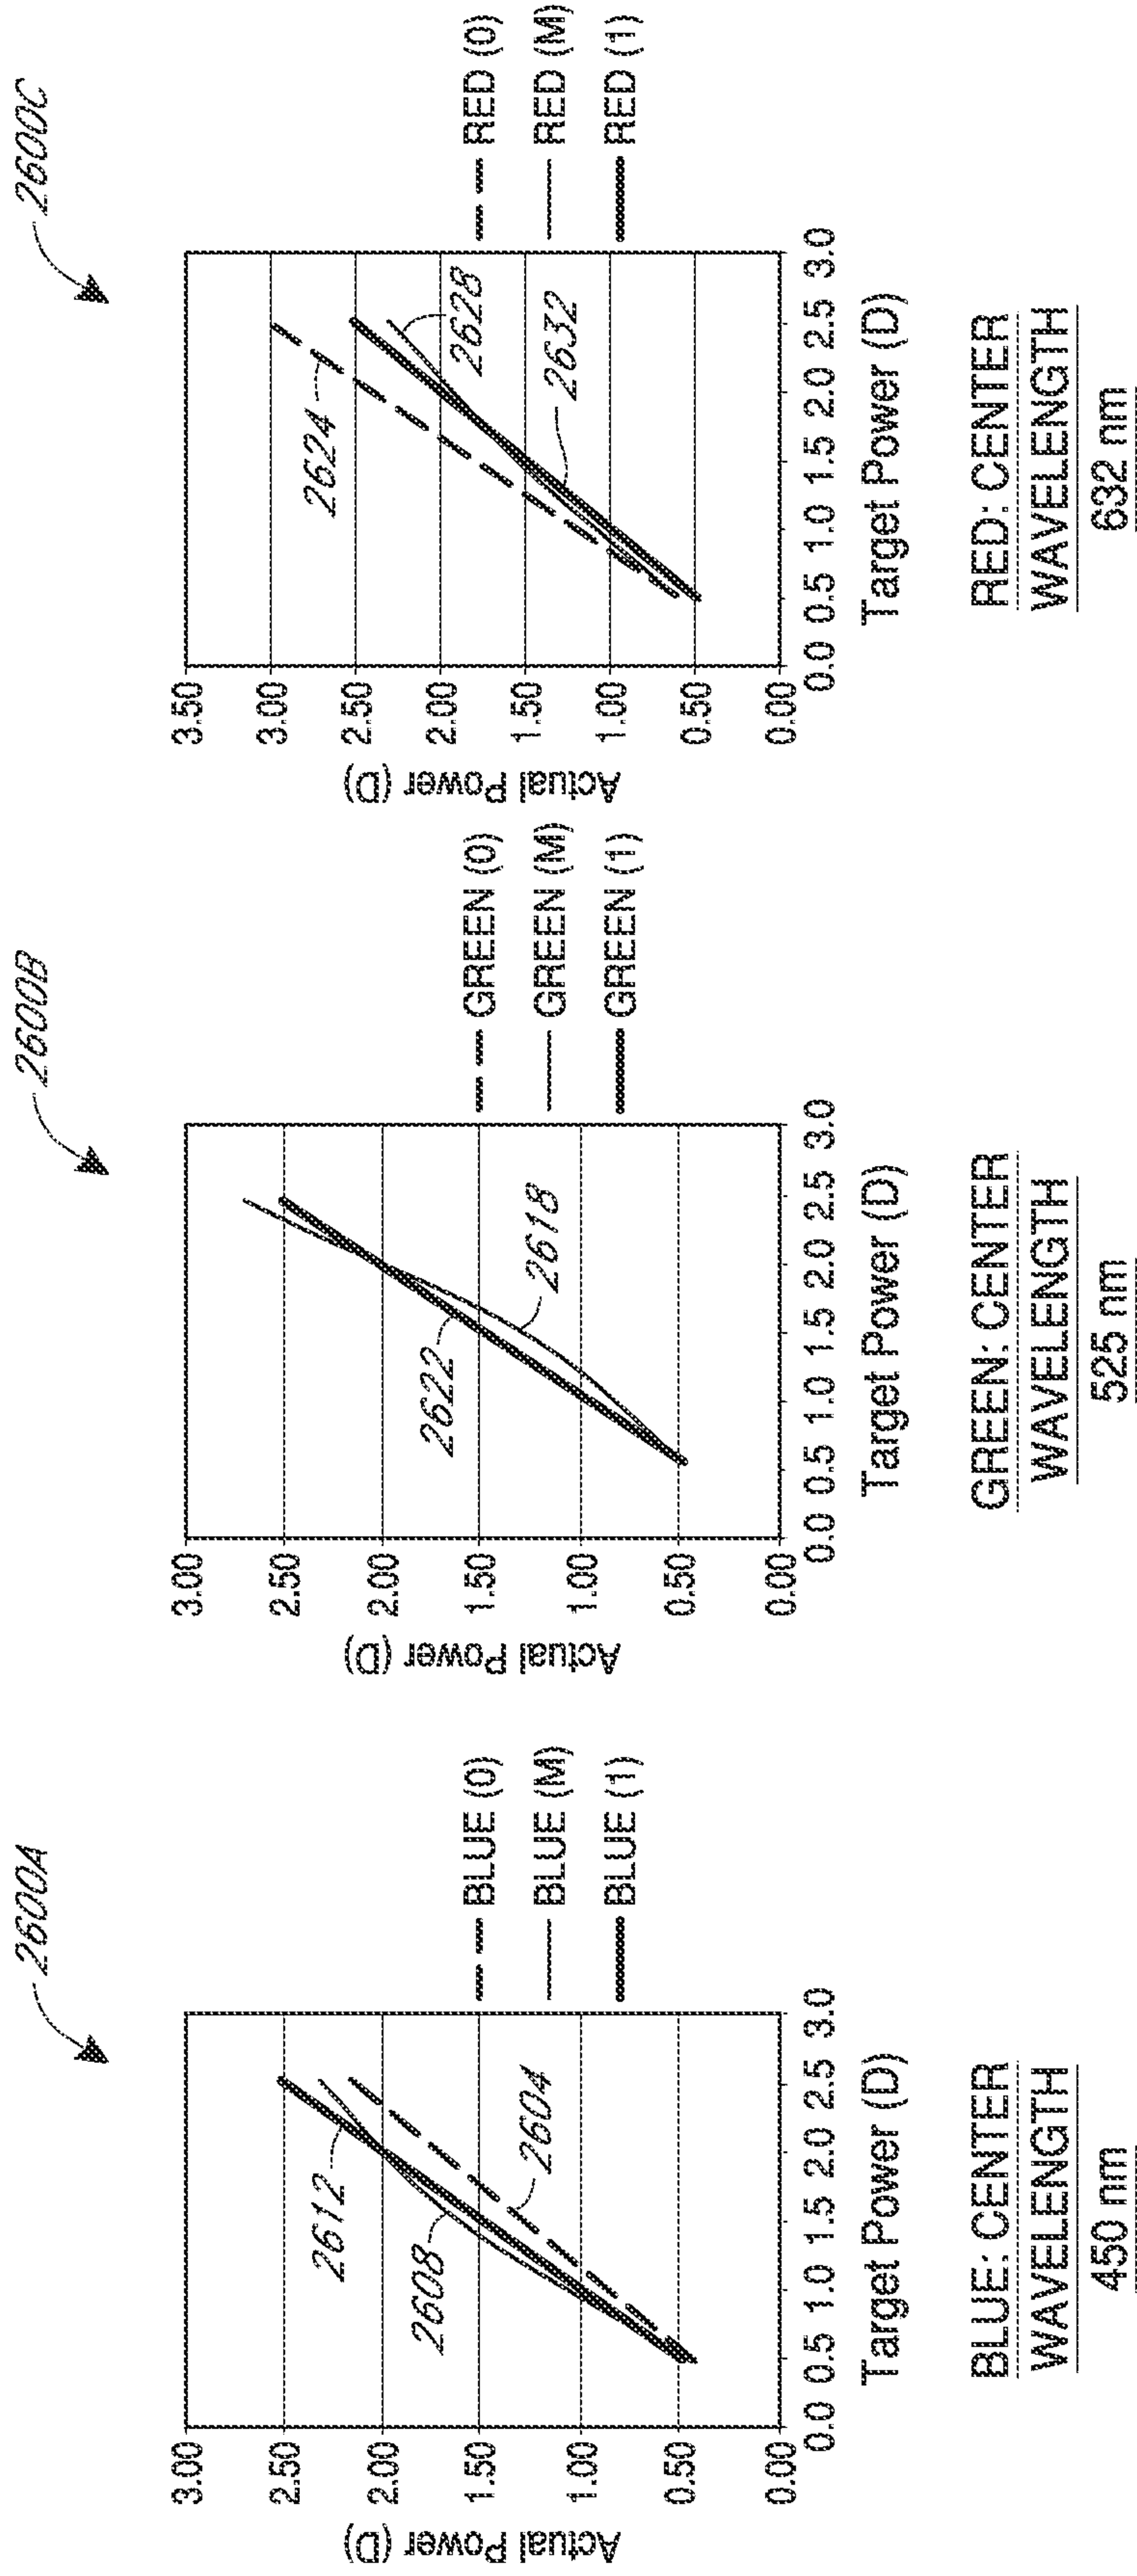 2600A
Actual Power (D)
3.00
2.50
2.00
1.50
1.00
0.50
0.00
2612
2608
2604
0.0 0.5 1.0 1.5 2.0 2.5 3.0
Target Power (D)
BLUE (0)
BLUE (M)
BLUE (1)
BLUE: CENTER
WAVELENGTH
450 nm
2600B
Actual Power (D)
3.00
2.50
2.00
1.50
1.00
0.50
0.00
2622
2618
0.0 0.5 1.0 1.5 2.0 2.5 3.0
Target Power (D)
GREEN (0)
GREEN (M)
GREEN (1)
GREEN: CENTER
WAVELENGTH
525 nm
2600C
Actual Power (D)
3.50
3.00
2.50
2.00
1.50
1.00
0.50
0.00
2624
2628
2632
0.0 0.5 1.0 1.5 2.0 2.5 3.0
Target Power (D)
RED (0)
RED (M)
RED (1)
RED: CENTER
WAVELENGTH
632 nm